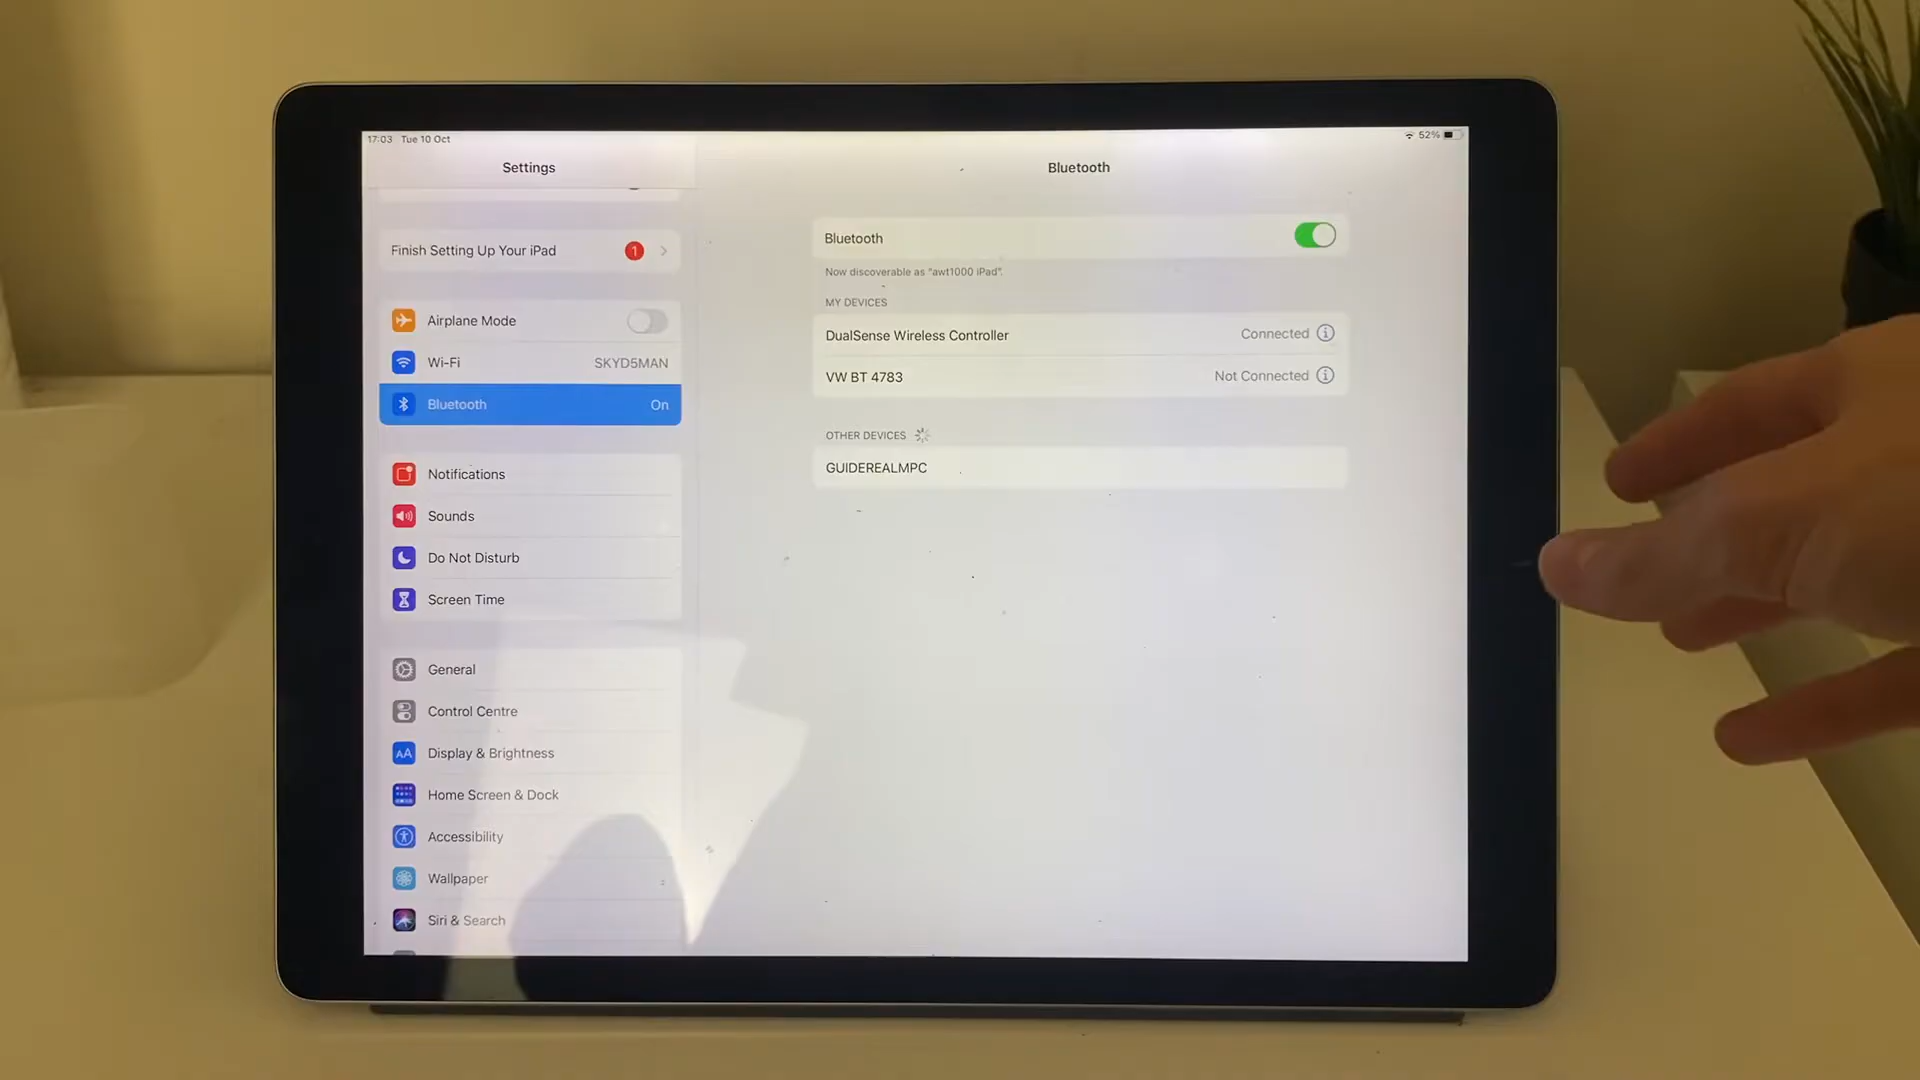 17:03 Tue 10 Oct
52%
Settings
Bluetooth
Finish Setting Up Your iPad 1
Airplane Mode
Wi-Fi SKYD5MAN
Bluetooth On
Notifications
Sounds
Do Not Disturb
Screen Time
General
Control Centre
AA Display & Brightness
Home Screen & Dock
Accessibility
Wallpaper
Siri & Search
Bluetooth
Now discoverable as "awt1000 iPad".
MY DEVICES
DualSense Wireless Controller Connected
VW BT 4783 Not Connected
OTHER DEVICES
GUIDEREALMPC